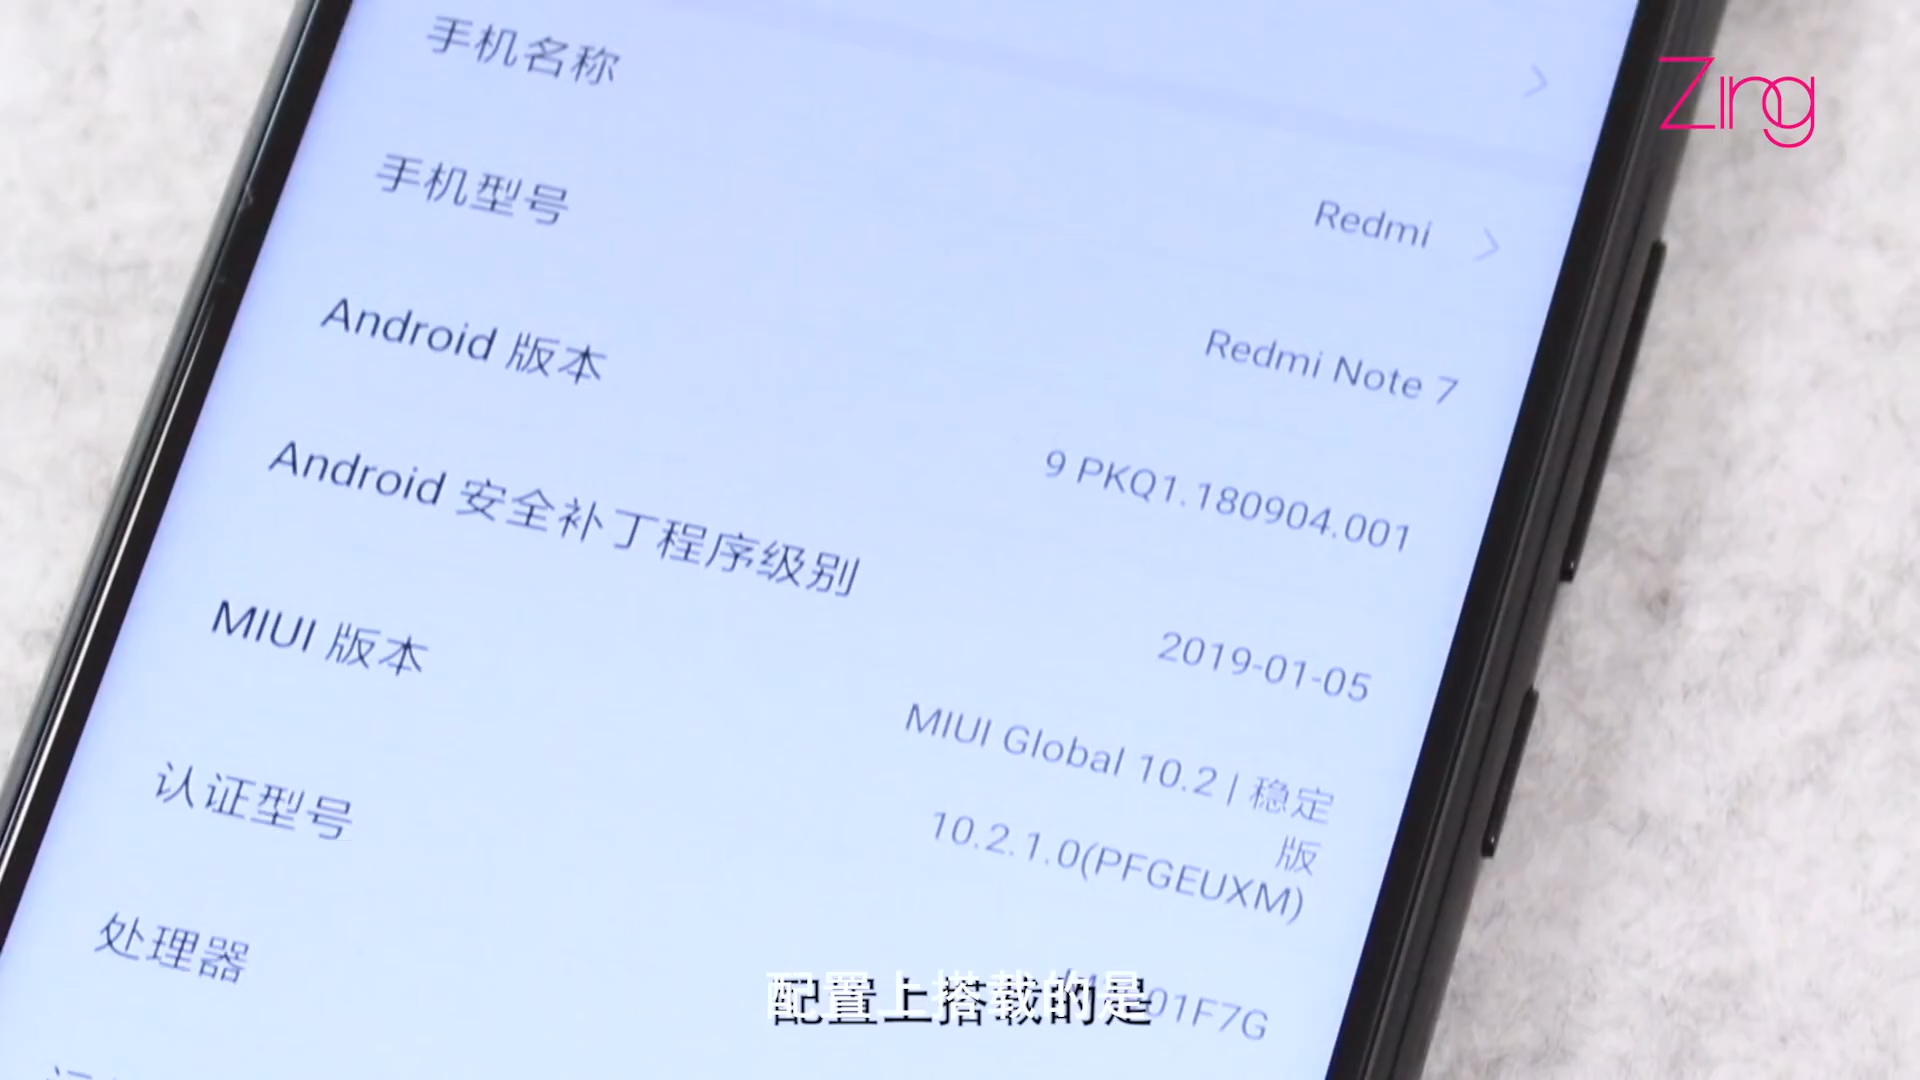 手机名称
Zing
手机型号
Redmi
Android 版本
Redmi Note 7
Android 安全补丁程序级别
9 PKQ1.180904.001
MIUI 版本
2019-01-05
认证型号
MIUI Global 10.2 | 稳定
版
10.2.1.0(PFGEUXM)
处理器
01F7G
配置上搭载的是